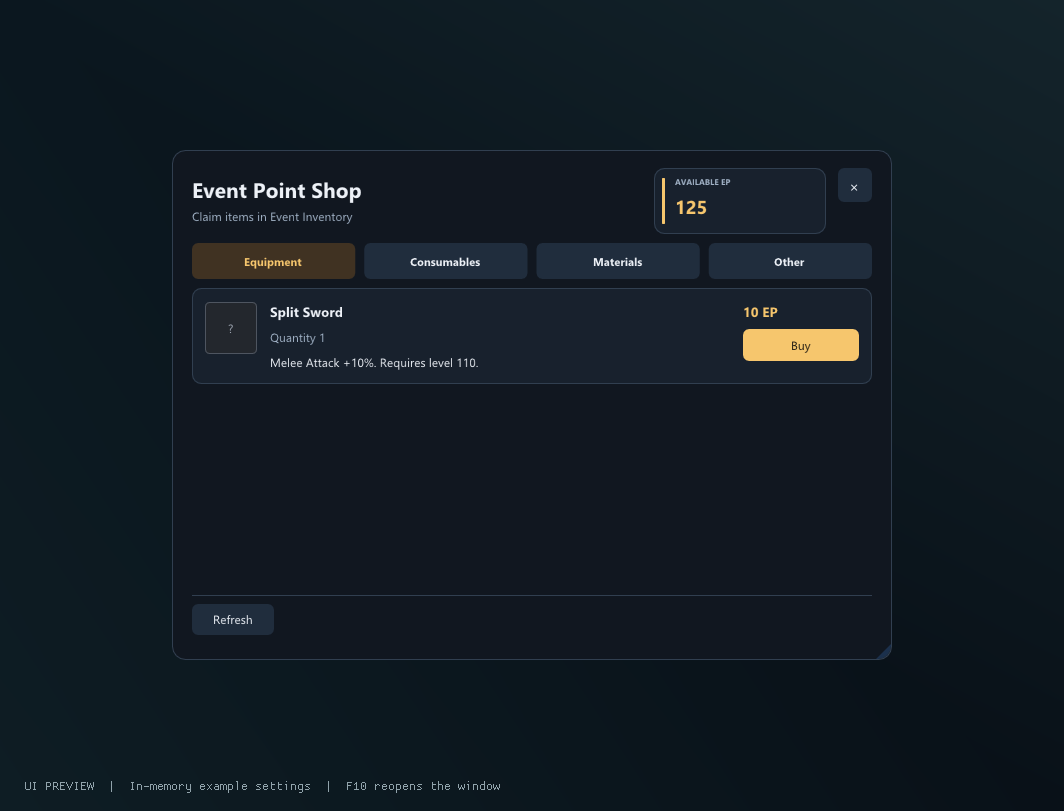 Event Point Shop
Claim items in Event Inventory
AVAILABLE EP
125
×
Equipment
Consumables
Materials
Other
?
Split Sword
Quantity 1
Melee Attack +10%. Requires level 110.
10 EP
Buy
Refresh
UI PREVIEW | In-memory example settings | F10 reopens the window